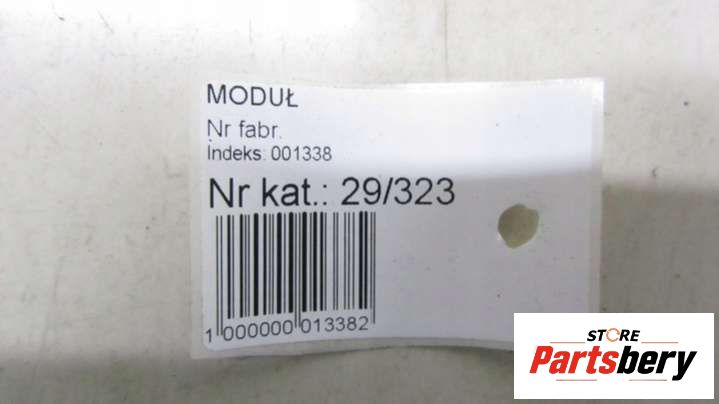 MODUŁ
Nr fabr.
Indeks: 001338
Nr kat.: 29/323
1 000000 013382
STORE
Partsbery